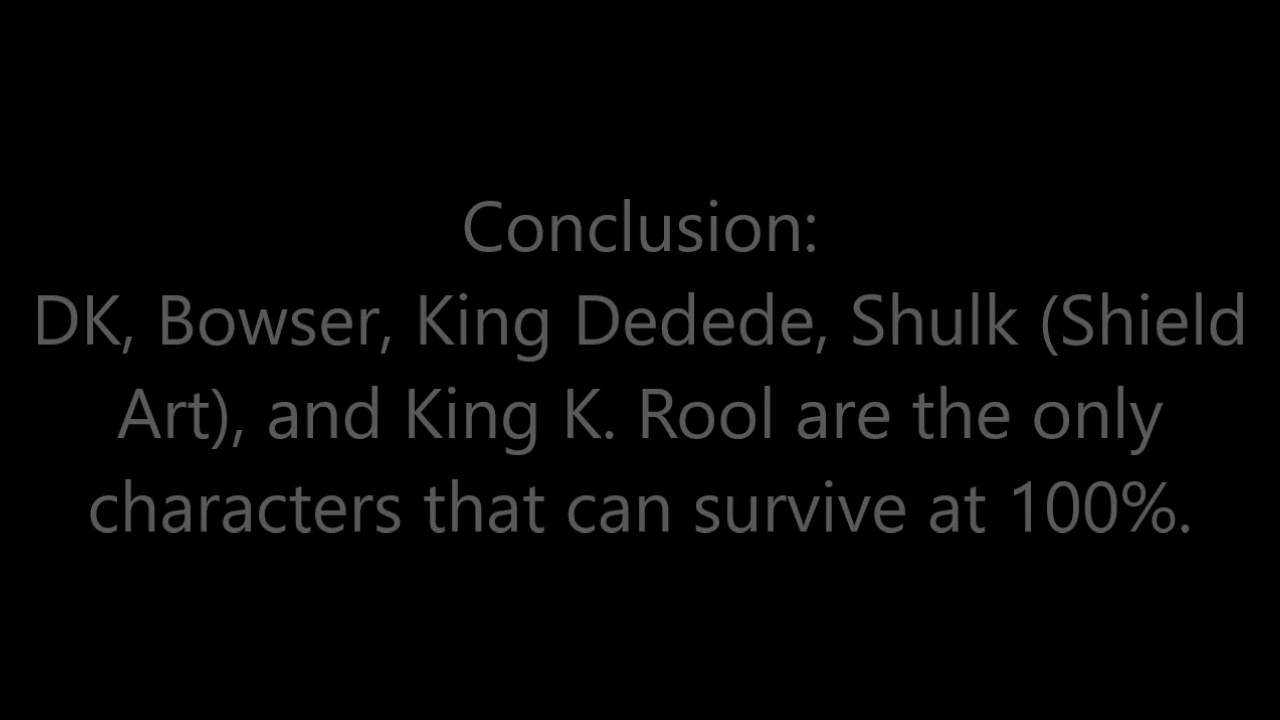 Conclusion:
DK, Bowser, King Dedede, Shulk (Shield
Art), and King K. Rool are the only
characters that can survive at 100%.